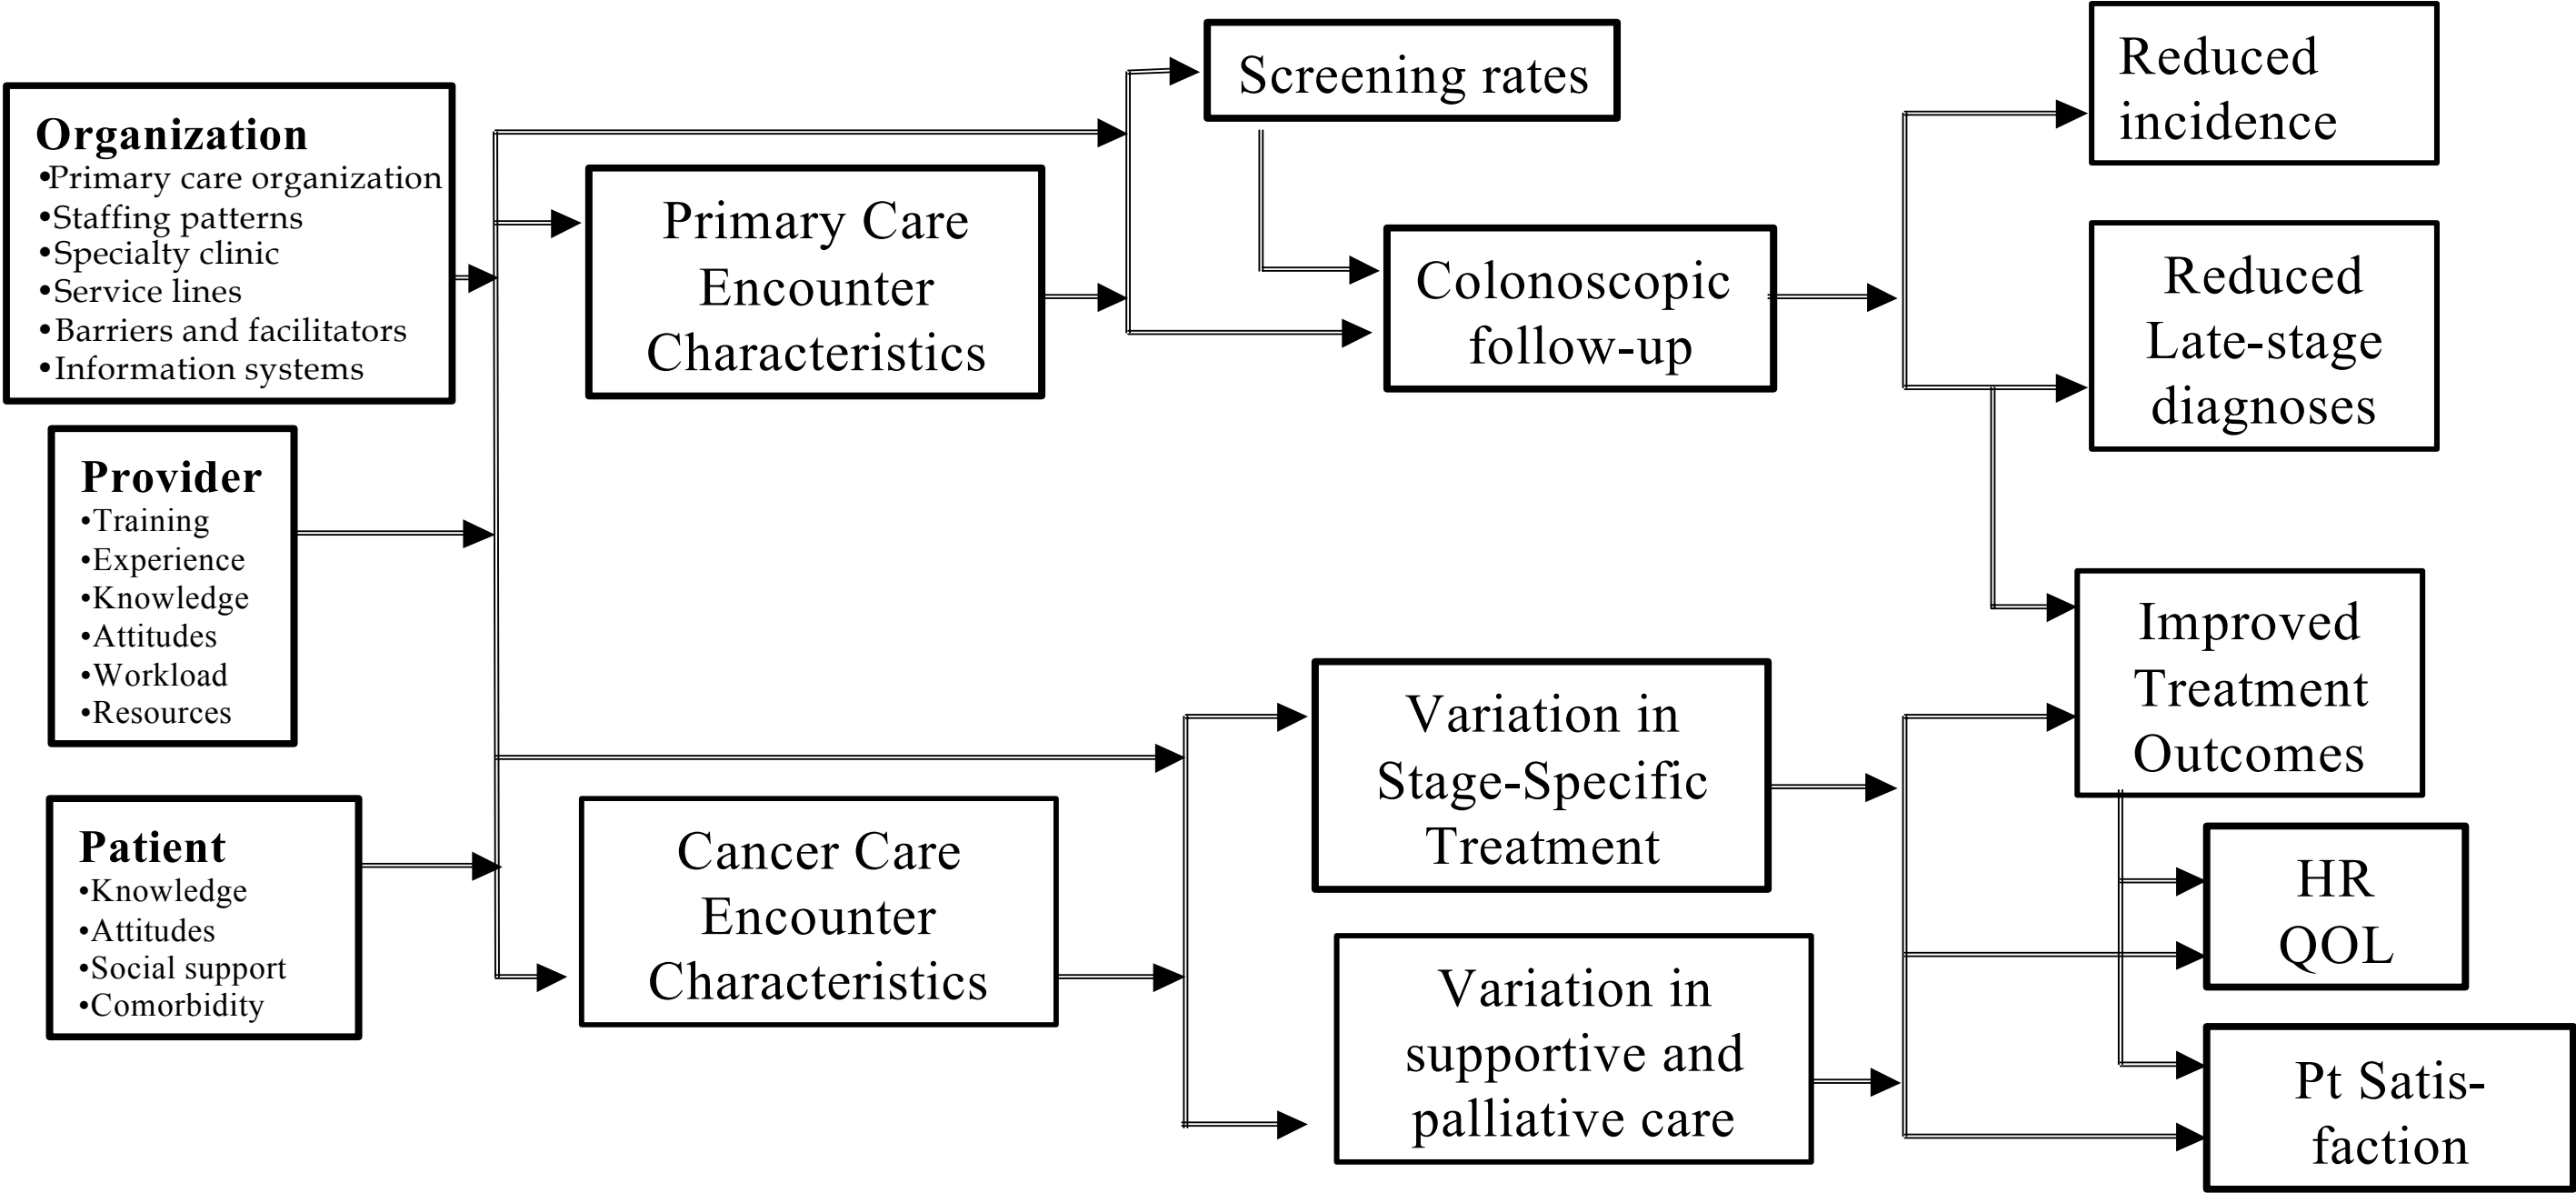 Organization
•Primary care organization
•Staffing patterns
•Specialty clinic
•Service lines
•Barriers and facilitators
•Information systems
Provider
•Training
•Experience
•Knowledge
•Attitudes
•Workload
•Resources
Patient
•Knowledge
•Attitudes
•Social support
•Comorbidity
Primary Care
Encounter
Characteristics
Cancer Care
Encounter
Characteristics
Screening rates
Colonoscopic
follow-up
Variation in
Stage-Specific
Treatment
Variation in
supportive and
palliative care
Reduced
incidence
Reduced
Late-stage
diagnoses
Improved
Treatment
Outcomes
HR
QOL
Pt Satis-
faction